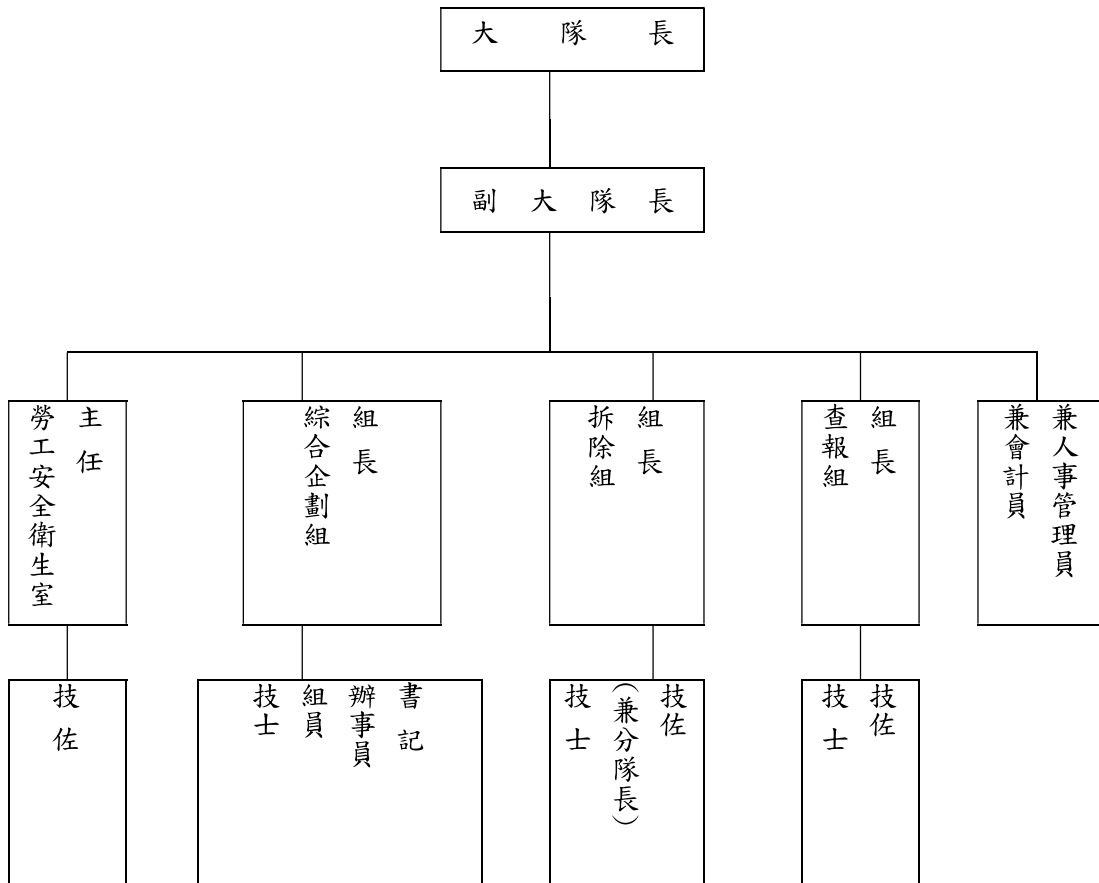 大隊長
副大隊長
勞工安全衛生室
主任
綜合企劃組
組長
拆除組
組長
查報組
組長
兼會計員
兼人事管理員
技佐
技士
組員
辦事員
書記
技士
(兼分隊長)
技佐
技士
技佐